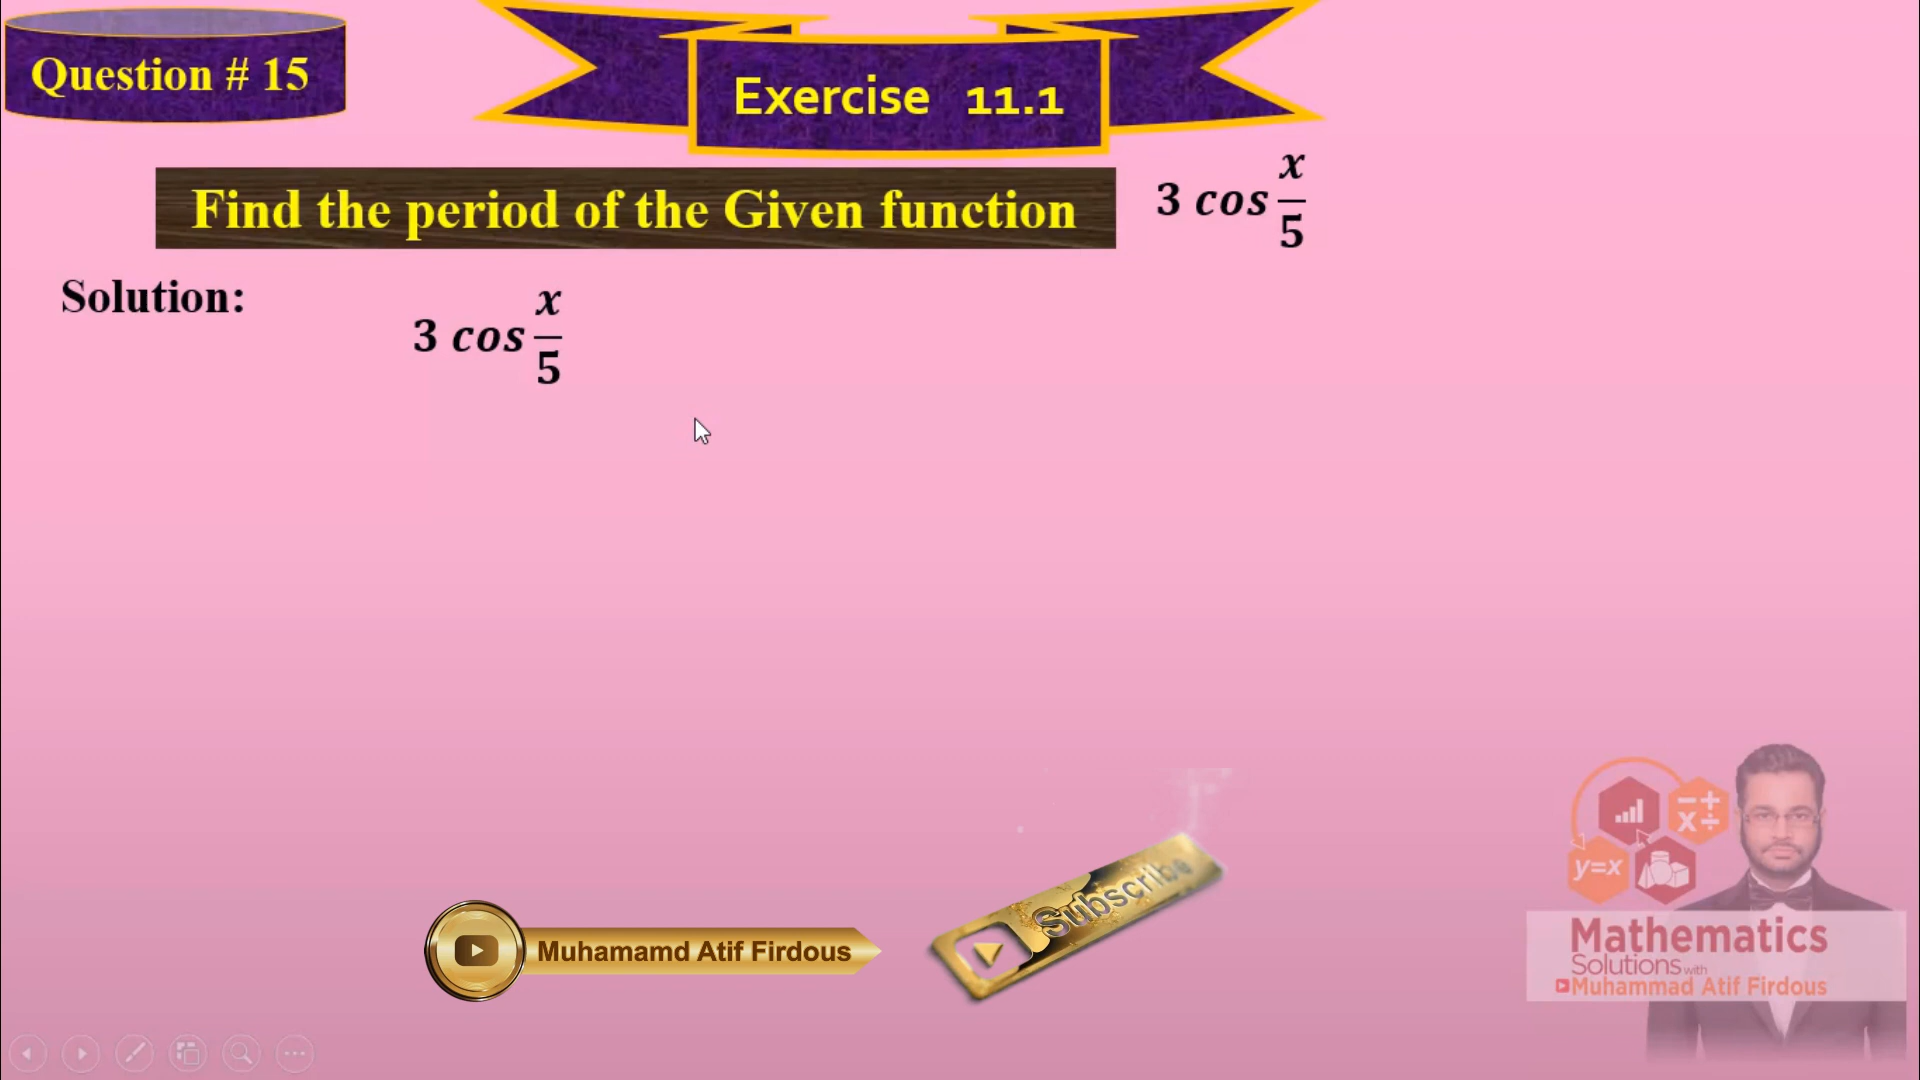 Question # 15
Exercise 11.1
Find the period of the Given function
3 cos x/5
Solution:
3 cos x/5
Subscribe
Muhamamd Atif Firdous
y=x
Mathematics
Solutions with
Muhammad Atif Firdous